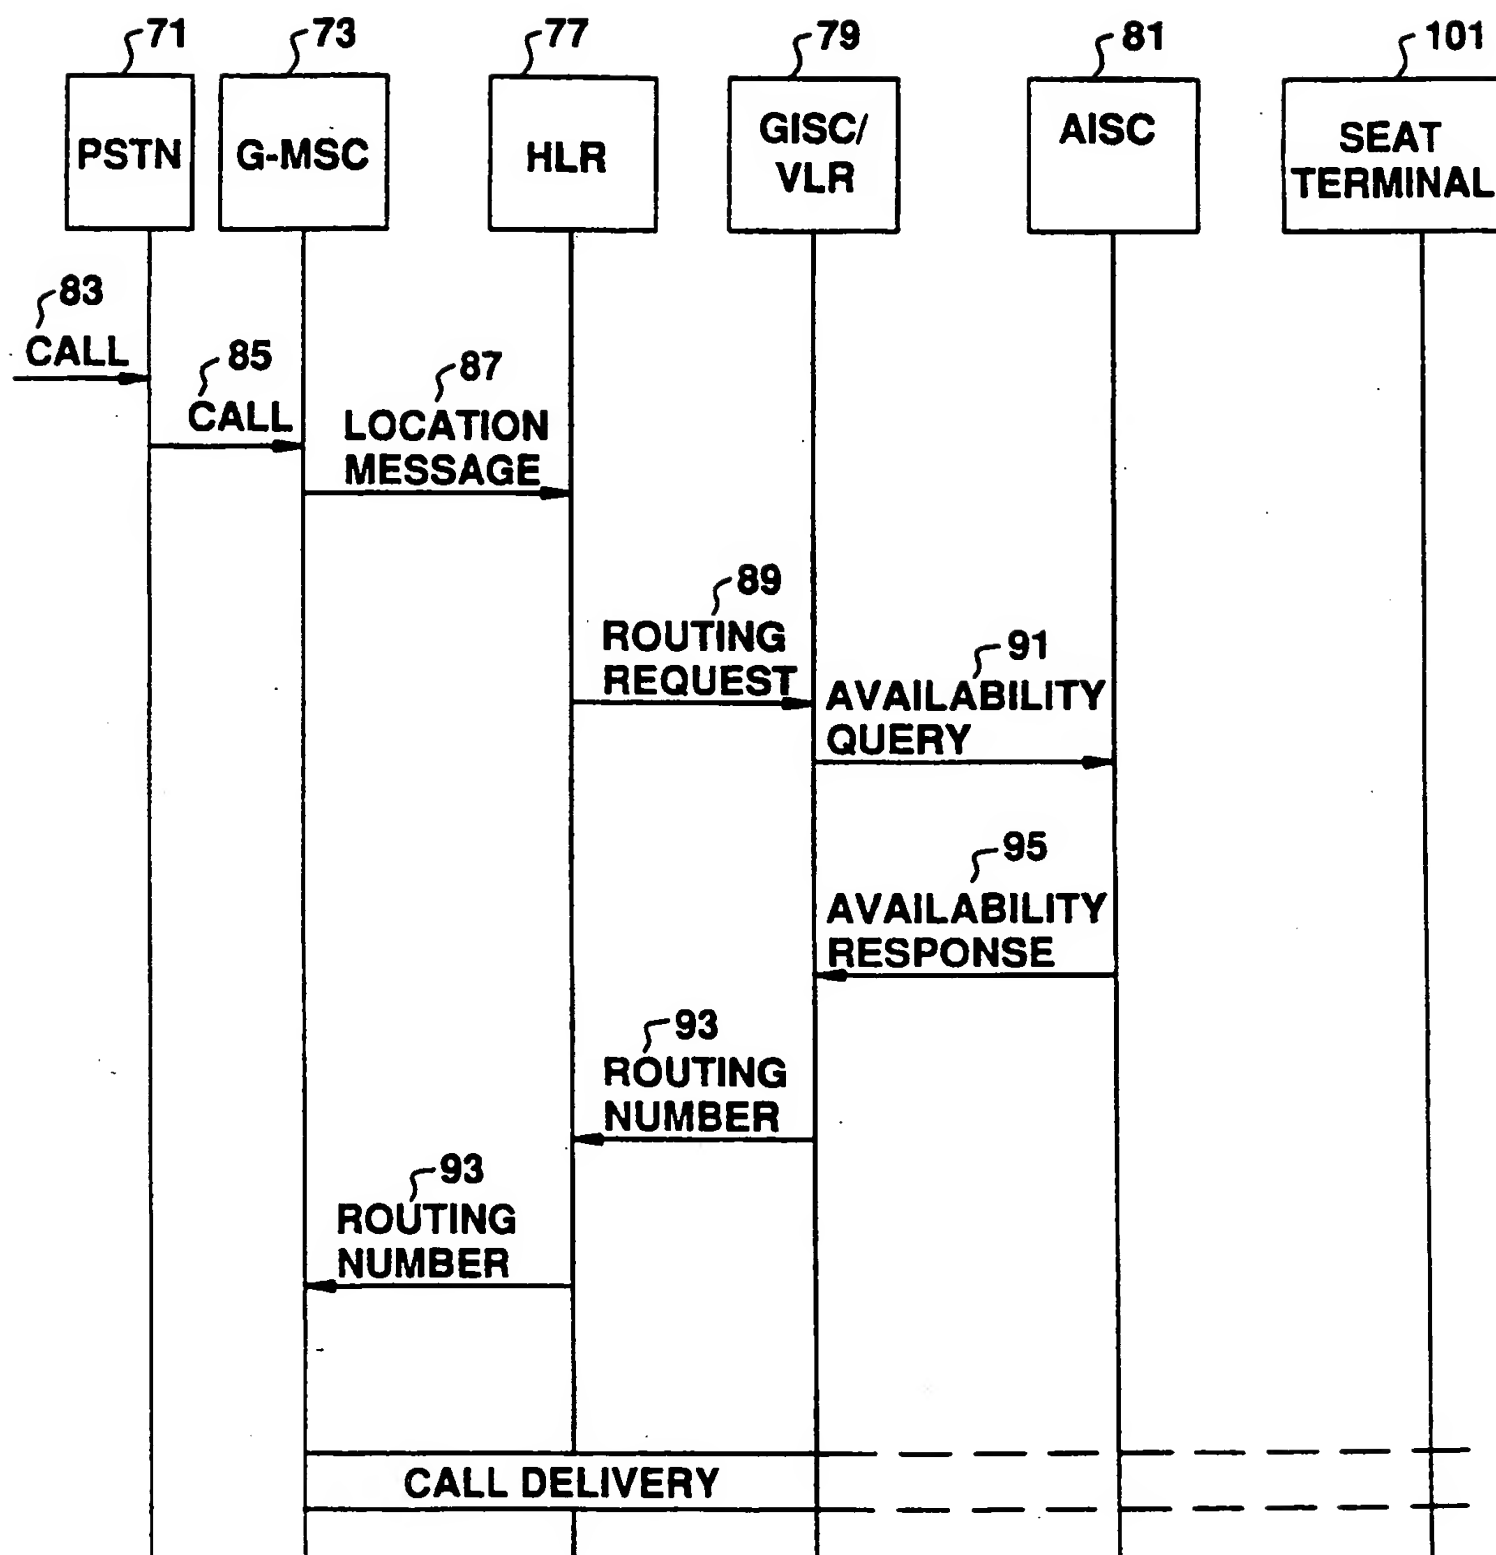 71
73
77
79
81
101
PSTN
G-MSC
HLR
GISC/
VLR
AISC
SEAT
TERMINAL
83
CALL
85
CALL
87
LOCATION
MESSAGE
89
ROUTING
REQUEST
91
AVAILABILITY
QUERY
95
AVAILABILITY
RESPONSE
93
ROUTING
NUMBER
93
ROUTING
NUMBER
CALL DELIVERY